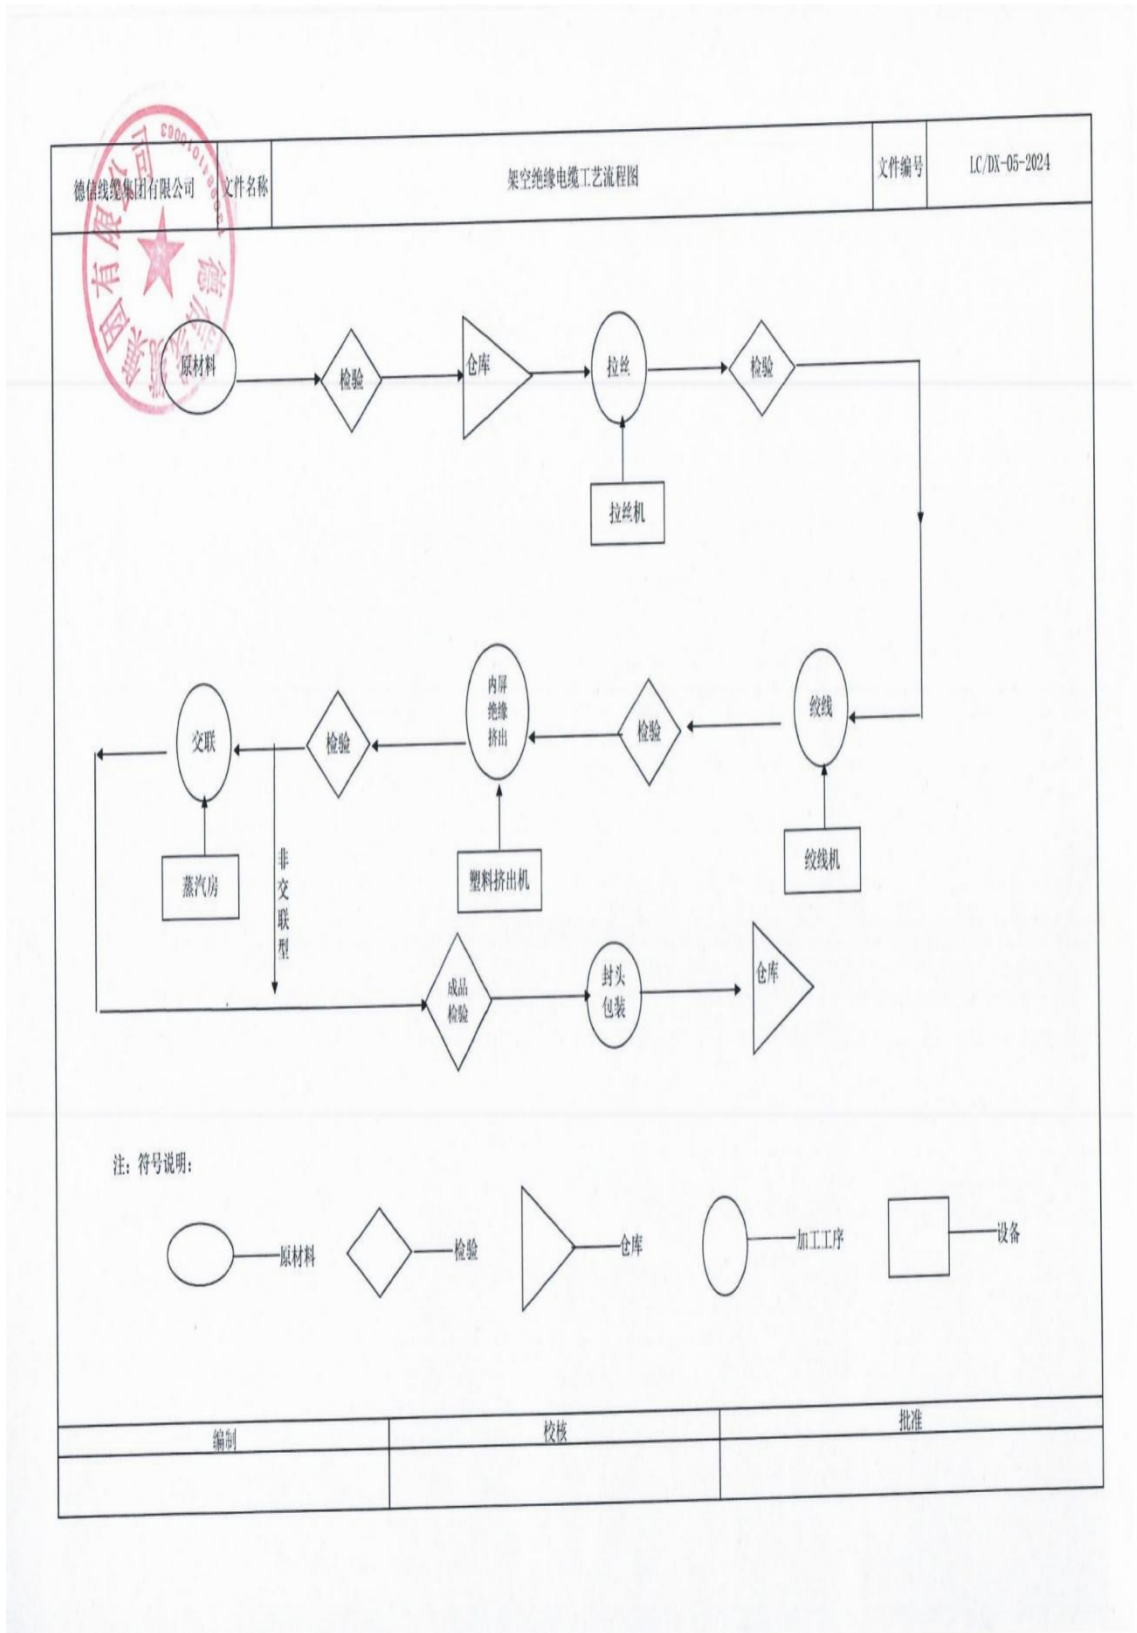 德信线缆集团有限公司
文件名称
架空绝缘电缆工艺流程图
文件编号
LC/DX-05-2024
原材料
检验
仓库
拉丝
检验
拉丝机
交联
检验
内屏
绝缘
挤出
检验
绞线
蒸汽房
非交联型
塑料挤出机
绞线机
成品
检验
封头
包装
仓库
注：符号说明：
原材料
检验
仓库
加工工序
设备
编制
校核
批准